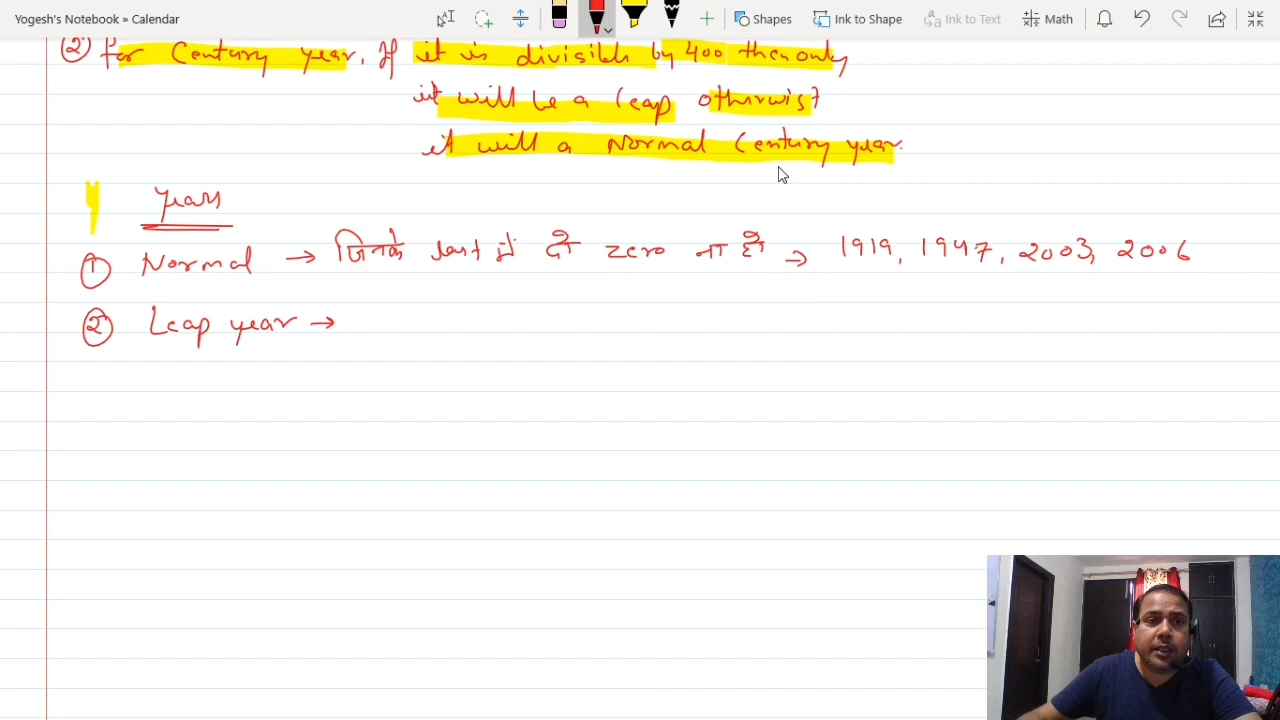 Yogesh's Notebook » Calendar
Shapes
Ink to Shape
Ink to Text
Math
② for Century year. If it is divisible by 400 then only
it will be a leap otherwise
it will a Normal Century year.
Years
① Normal → जिनके last में दो zero ना हो → 1919, 1947, 2003, 2006
② Leap year →